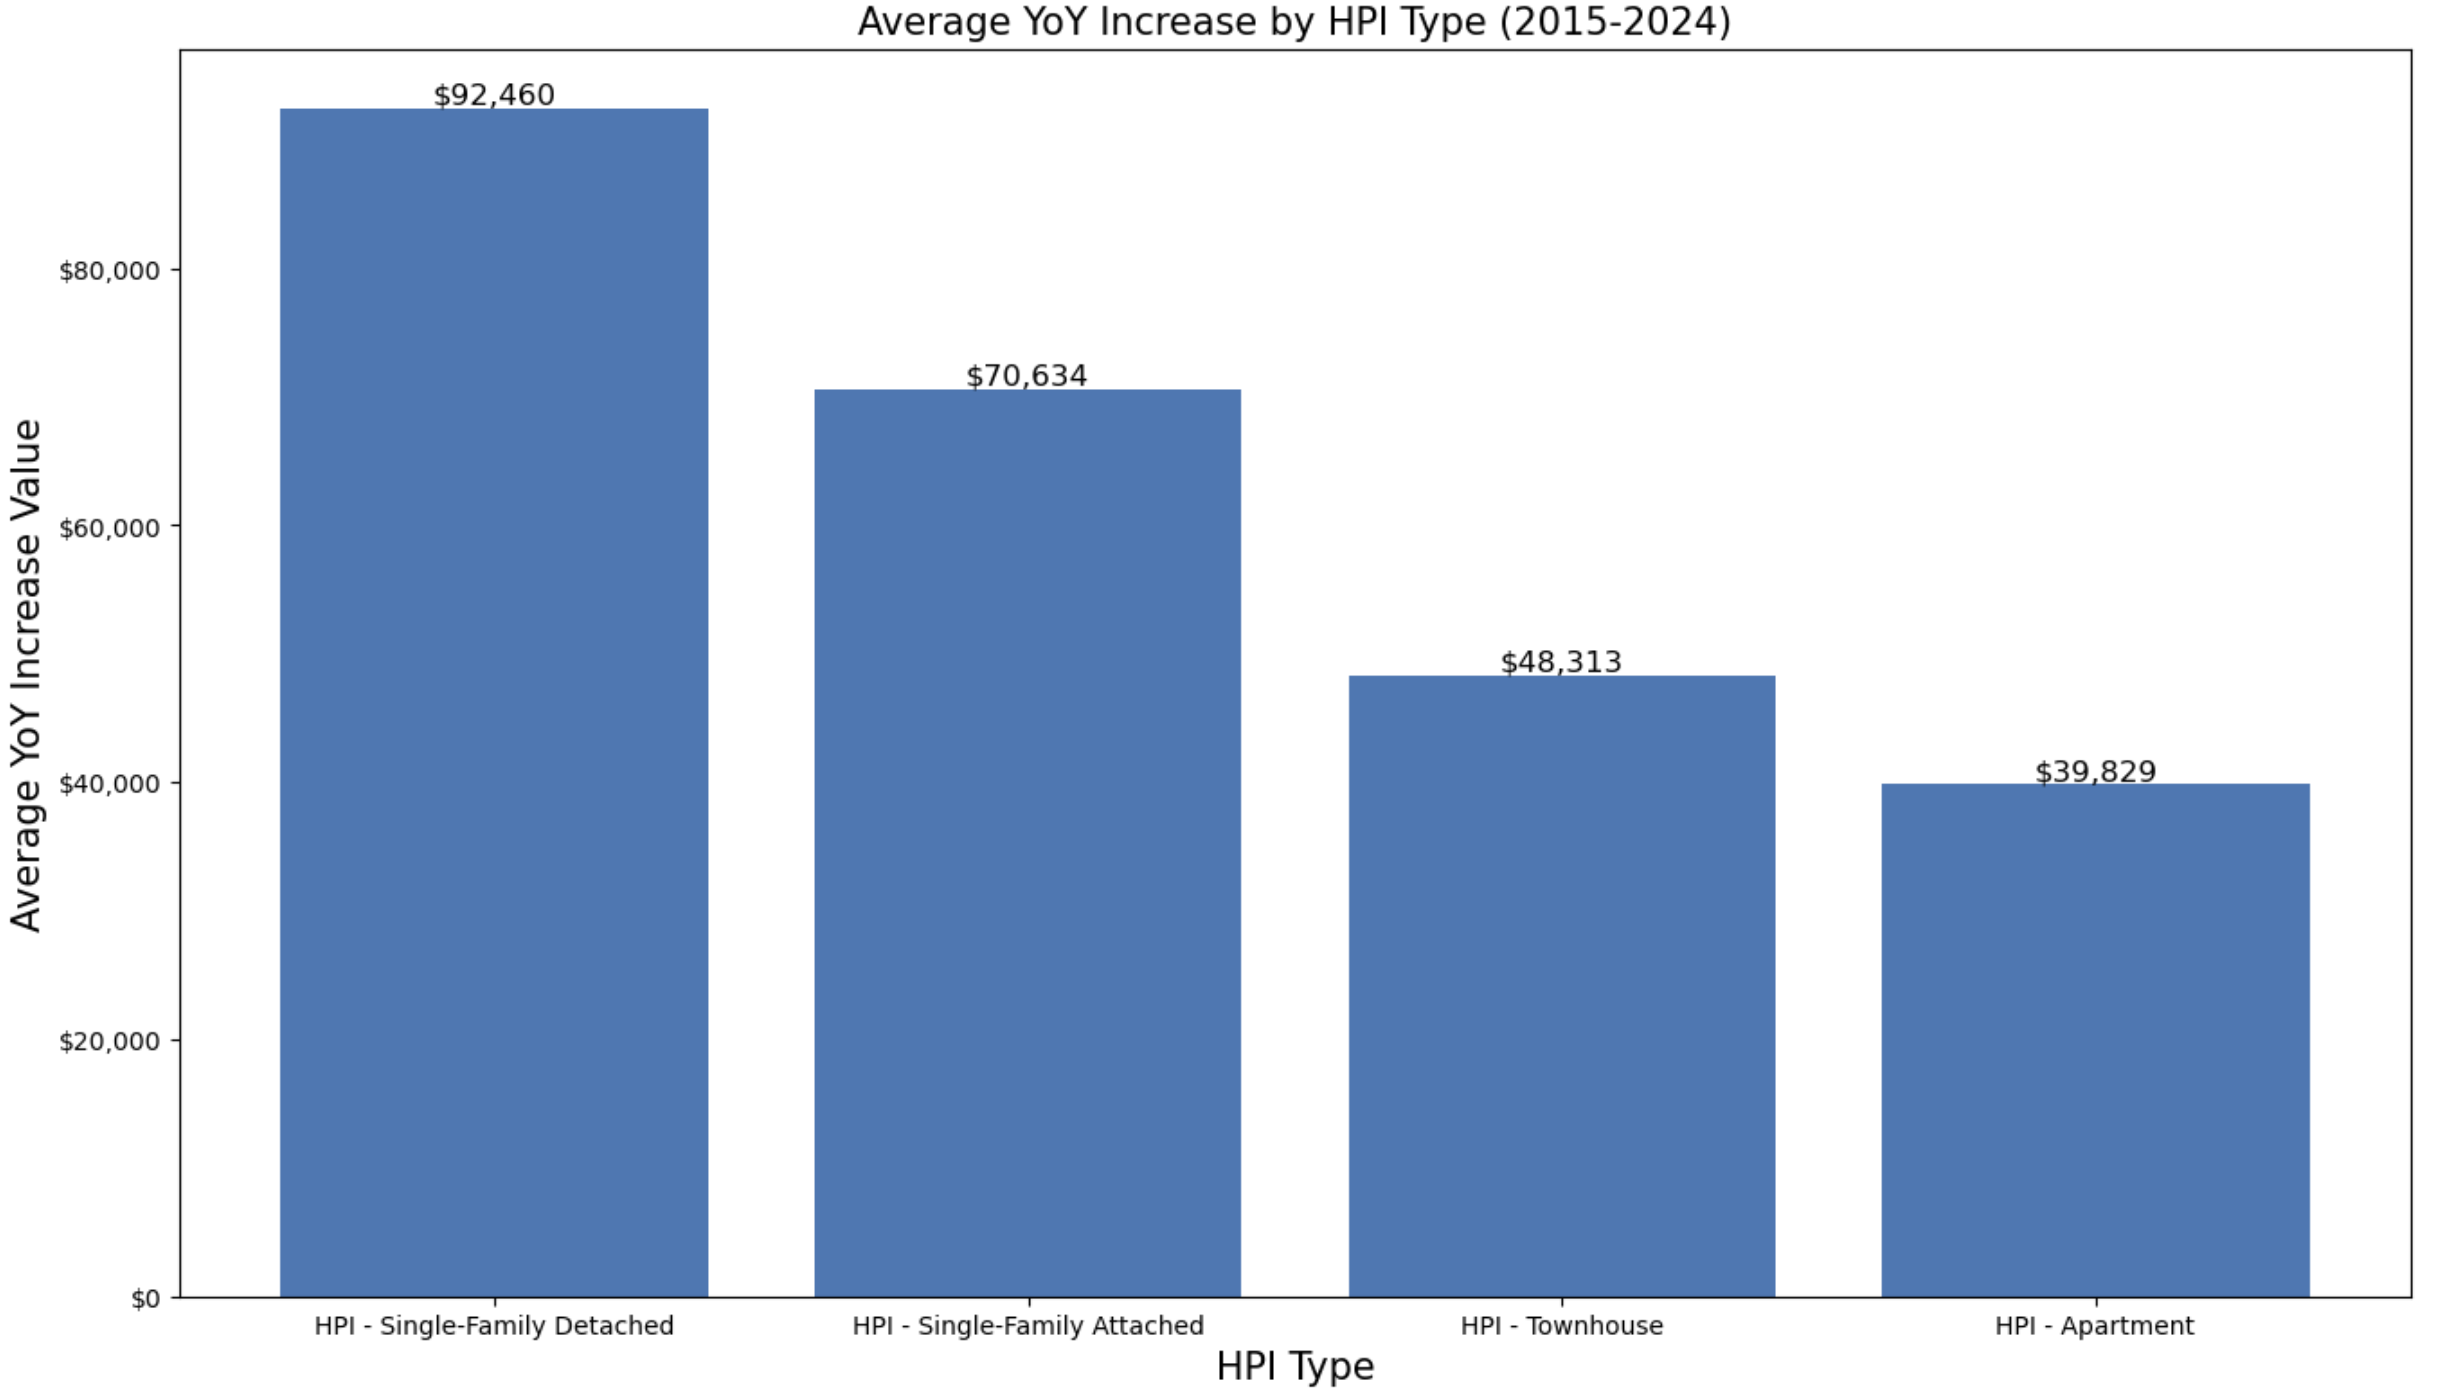 Average YoY Increase by HPI Type (2015-2024)
Average YoY Increase Value
$80,000
$60,000
$40,000
$20,000
$0
$92,460
$70,634
$48,313
$39,829
HPI - Single-Family Detached
HPI - Single-Family Attached
HPI - Townhouse
HPI - Apartment
HPI Type